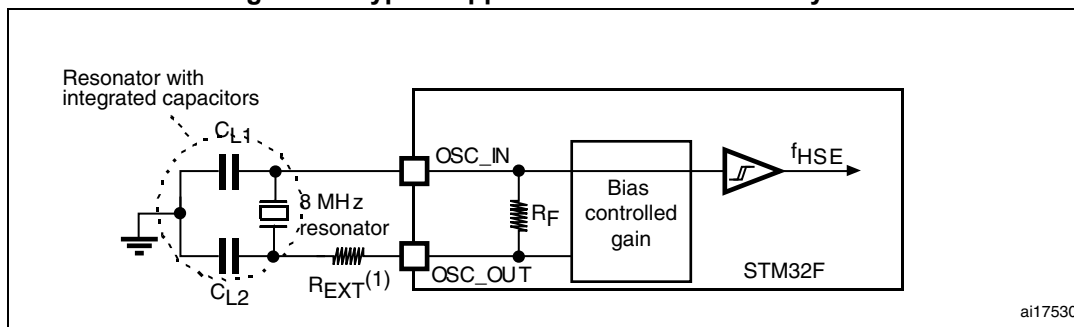 Resonator with
integrated capacitors
CL1
OSC_IN
fHSE
8 MHz
resonator
RF
Bias
controlled
gain
OSC_OUT
STM32F
REXT(1)
CL2
ai17530